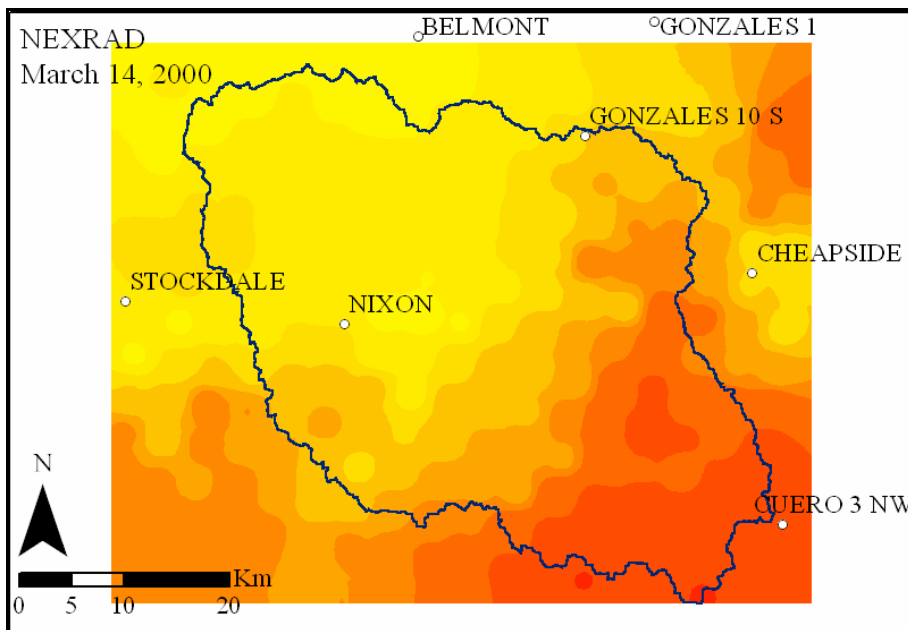 NEXRAD
March 14, 2000
BELMONT
GONZALES 1
GONZALES 10 S
CHEAPSIDE
STOCKDALE
NIXON
CUERO 3 NW
N
Km
0 5 10 20